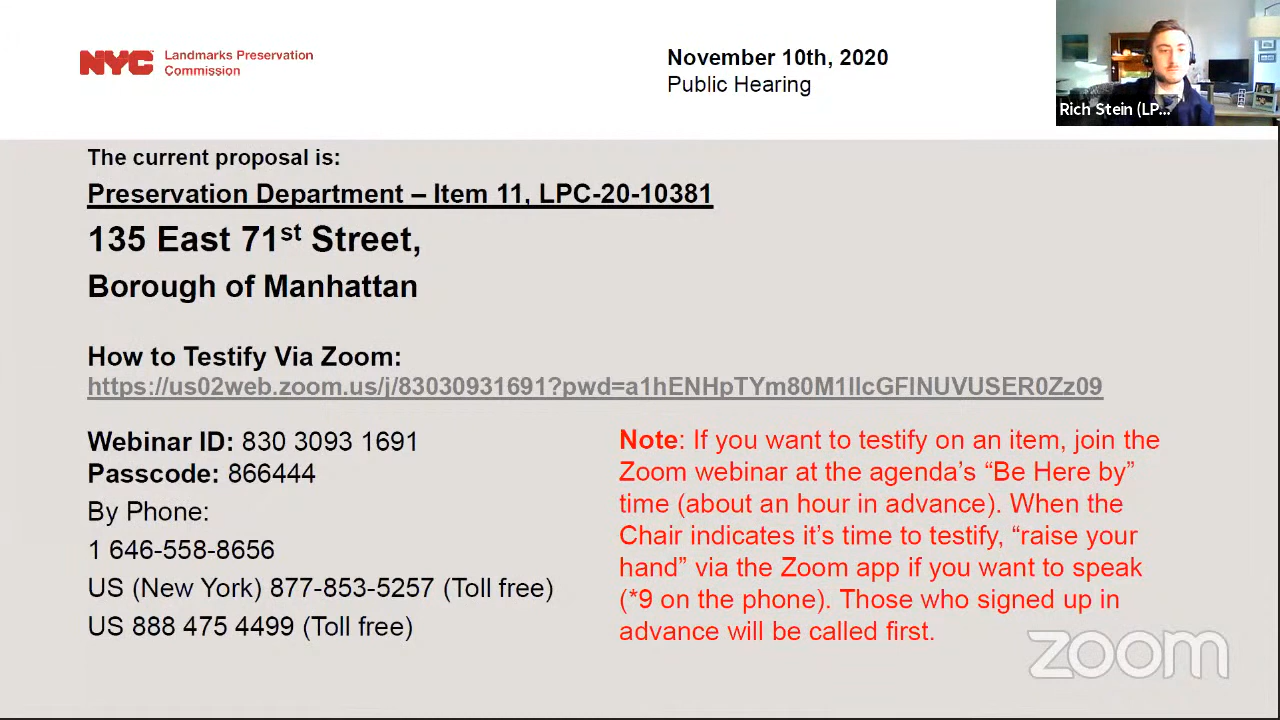 NYC Landmarks Preservation
Commission
November 10th, 2020
Public Hearing
Rich Stein (LP...
The current proposal is:
Preservation Department – Item 11, LPC-20-10381
135 East 71st Street,
Borough of Manhattan
How to Testify Via Zoom:
https://us02web.zoom.us/j/83030931691?pwd=a1hENHpTYm80M1llcGFINUVUSER0Zz09
Webinar ID: 830 3093 1691
Passcode: 866444
By Phone:
1 646-558-8656
US (New York) 877-853-5257 (Toll free)
US 888 475 4499 (Toll free)
Note: If you want to testify on an item, join the
Zoom webinar at the agenda’s “Be Here by”
time (about an hour in advance). When the
Chair indicates it’s time to testify, “raise your
hand” via the Zoom app if you want to speak
(*9 on the phone). Those who signed up in
advance will be called first.
zoom